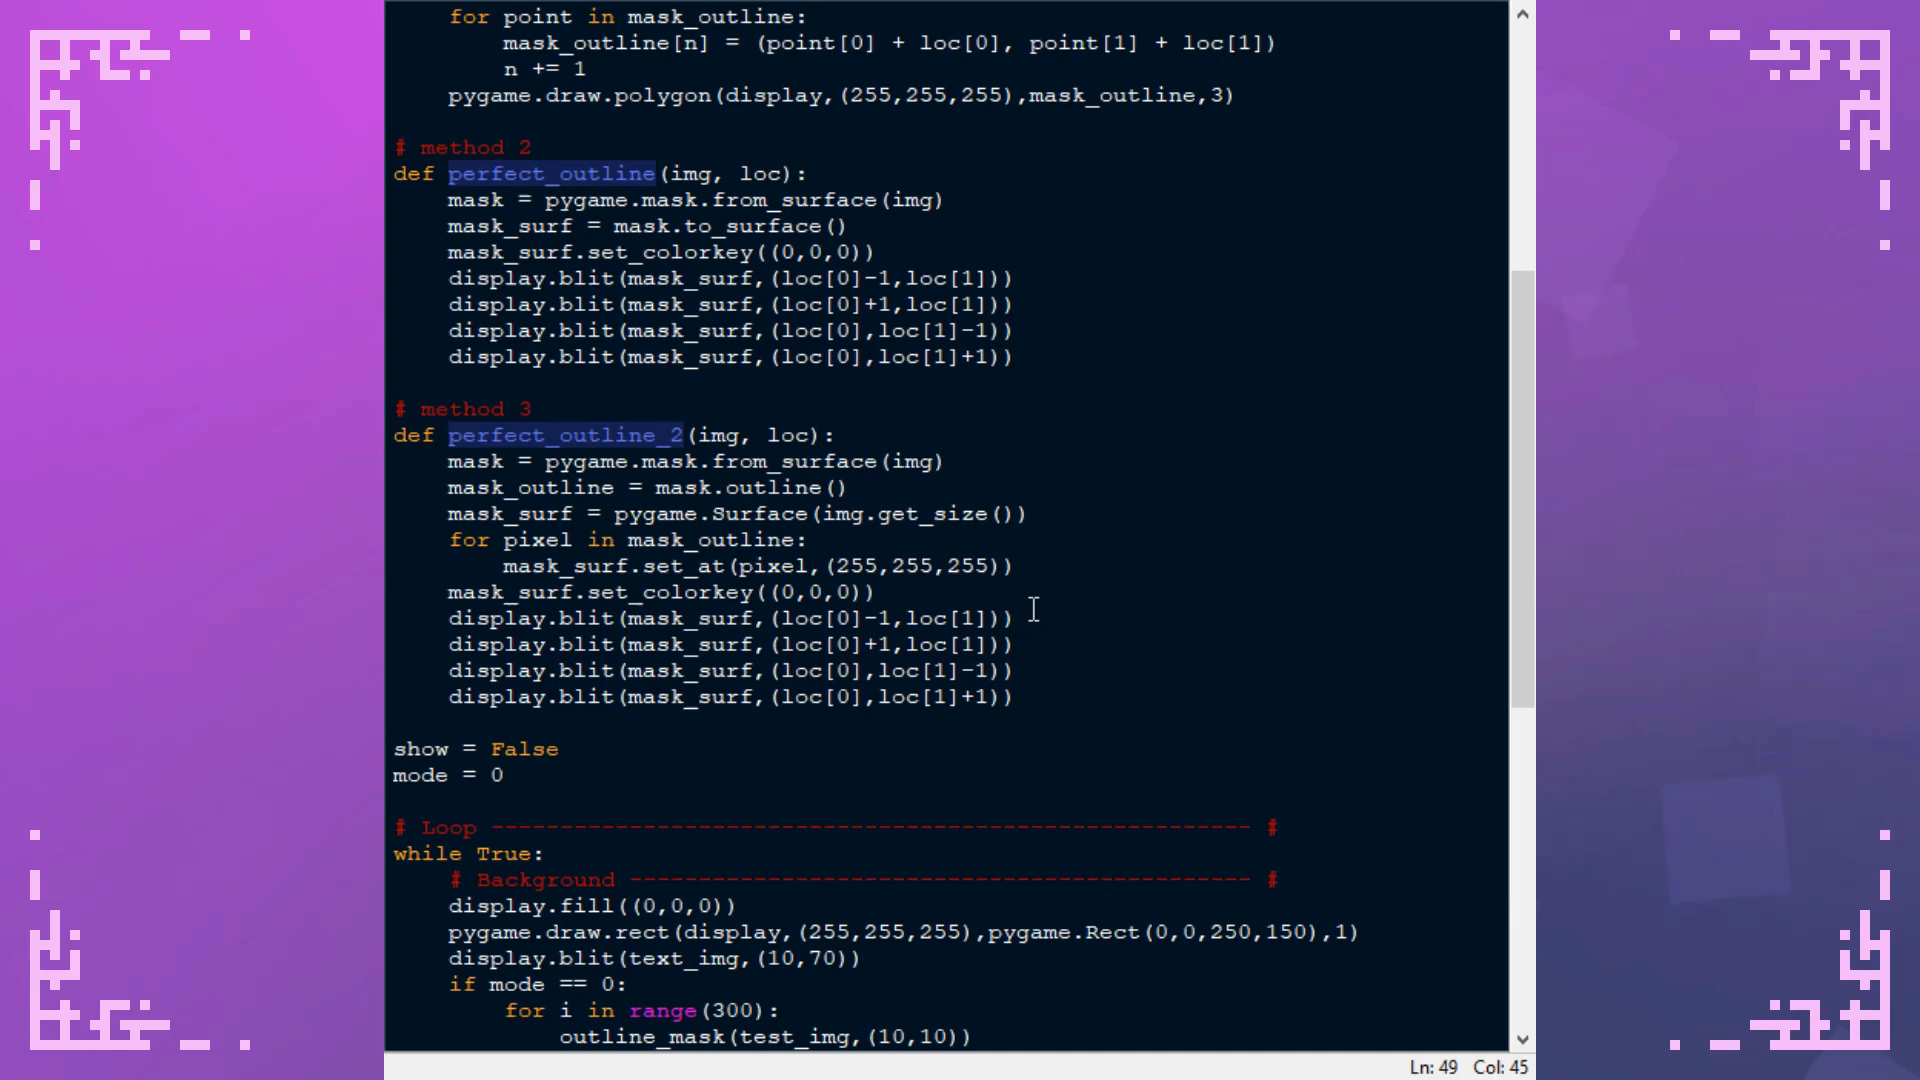 for point in mask_outline:
mask_outline[n] = (point[0] + loc[0], point[1] + loc[1])
n += 1
pygame.draw.polygon(display,(255,255,255),mask_outline,3)
# method 2
def perfect_outline(img, loc):
mask = pygame.mask.from_surface(img)
mask_surf = mask.to_surface()
mask_surf.set_colorkey((0,0,0))
display.blit(mask_surf,(loc[0]-1,loc[1]))
display.blit(mask_surf,(loc[0]+1,loc[1]))
display.blit(mask_surf,(loc[0],loc[1]-1))
display.blit(mask_surf,(loc[0],loc[1]+1))
# method 3
def perfect_outline_2(img, loc):
mask = pygame.mask.from_surface(img)
mask_outline = mask.outline()
mask_surf = pygame.Surface(img.get_size())
for pixel in mask_outline:
mask_surf.set_at(pixel,(255,255,255))
mask_surf.set_colorkey((0,0,0))
display.blit(mask_surf,(loc[0]-1,loc[1]))
display.blit(mask_surf,(loc[0]+1,loc[1]))
display.blit(mask_surf,(loc[0],loc[1]-1))
display.blit(mask_surf,(loc[0],loc[1]+1))
show = False
mode = 0
# Loop ------------------------------------------------------- #
while True:
# Background --------------------------------------------- #
display.fill((0,0,0))
pygame.draw.rect(display,(255,255,255),pygame.Rect(0,0,250,150),1)
display.blit(text_img,(10,70))
if mode == 0:
for i in range(300):
outline_mask(test_img,(10,10))
Ln: 49 Col: 45